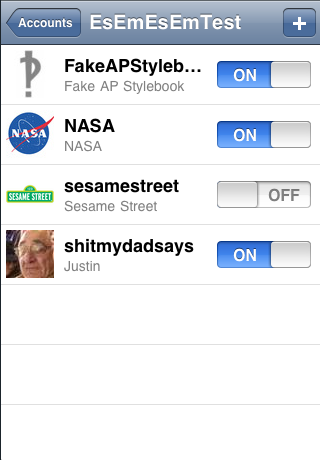 Accounts
EsEmEsEmTest
+
FakeAPStyleb...
Fake AP Stylebook
ON
NASA
NASA
NASA
ON
SESAME STREET
sesamestreet
Sesame Street
OFF
shitmydadsays
Justin
ON